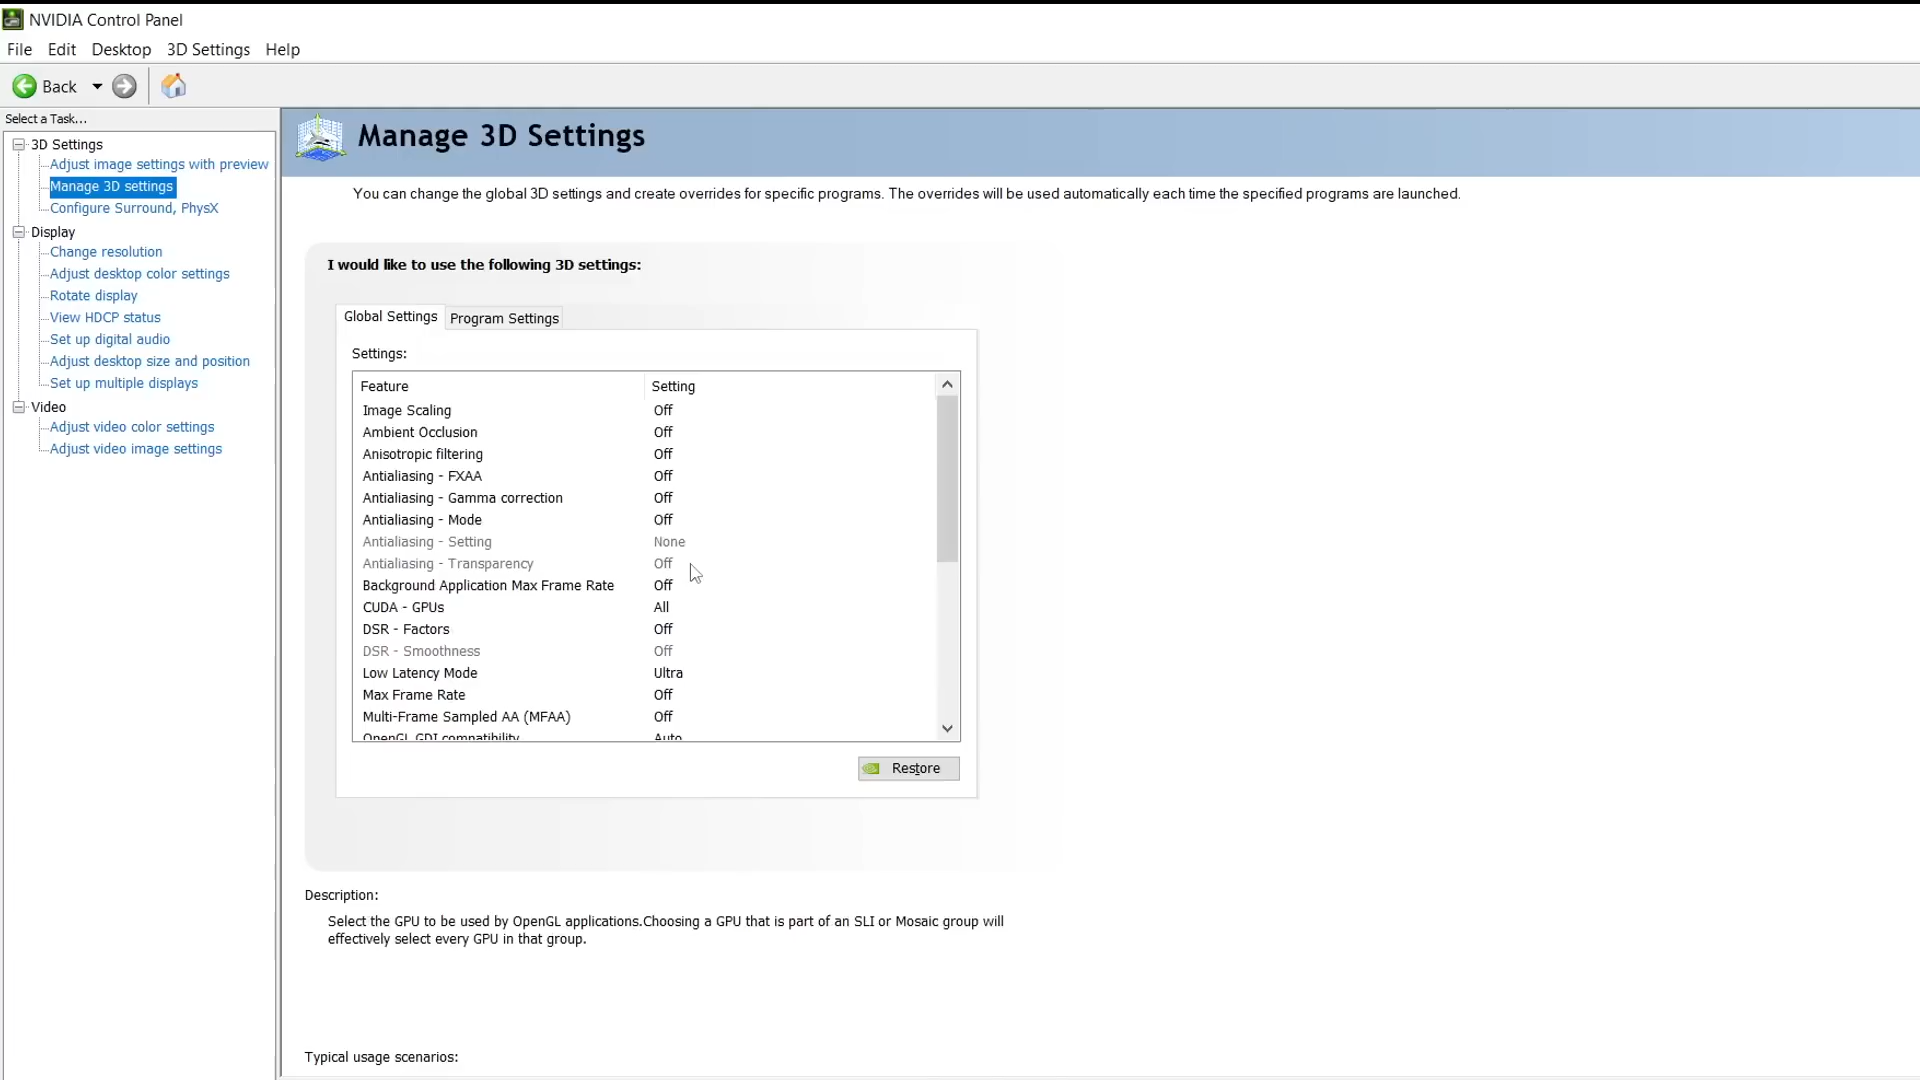 NVIDIA Control Panel
File Edit Desktop 3D Settings Help
Back
Select a Task...
3D Settings
Adjust image settings with preview
Manage 3D settings
Configure Surround, PhysX
Display
Change resolution
Adjust desktop color settings
Rotate display
View HDCP status
Set up digital audio
Adjust desktop size and position
Set up multiple displays
Video
Adjust video color settings
Adjust video image settings
Manage 3D Settings
You can change the global 3D settings and create overrides for specific programs. The overrides will be used automatically each time the specified programs are launched.
I would like to use the following 3D settings:
Global Settings Program Settings
Settings:
Feature Setting
Image Scaling Off
Ambient Occlusion Off
Anisotropic filtering Off
Antialiasing - FXAA Off
Antialiasing - Gamma correction Off
Antialiasing - Mode Off
Antialiasing - Setting None
Antialiasing - Transparency Off
Background Application Max Frame Rate Off
CUDA - GPUs All
DSR - Factors Off
DSR - Smoothness Off
Low Latency Mode Ultra
Max Frame Rate Off
Multi-Frame Sampled AA (MFAA) Off
OpenGL GDI compatibility Auto
Restore
Description:
Select the GPU to be used by OpenGL applications.Choosing a GPU that is part of an SLI or Mosaic group will
effectively select every GPU in that group.
Typical usage scenarios: